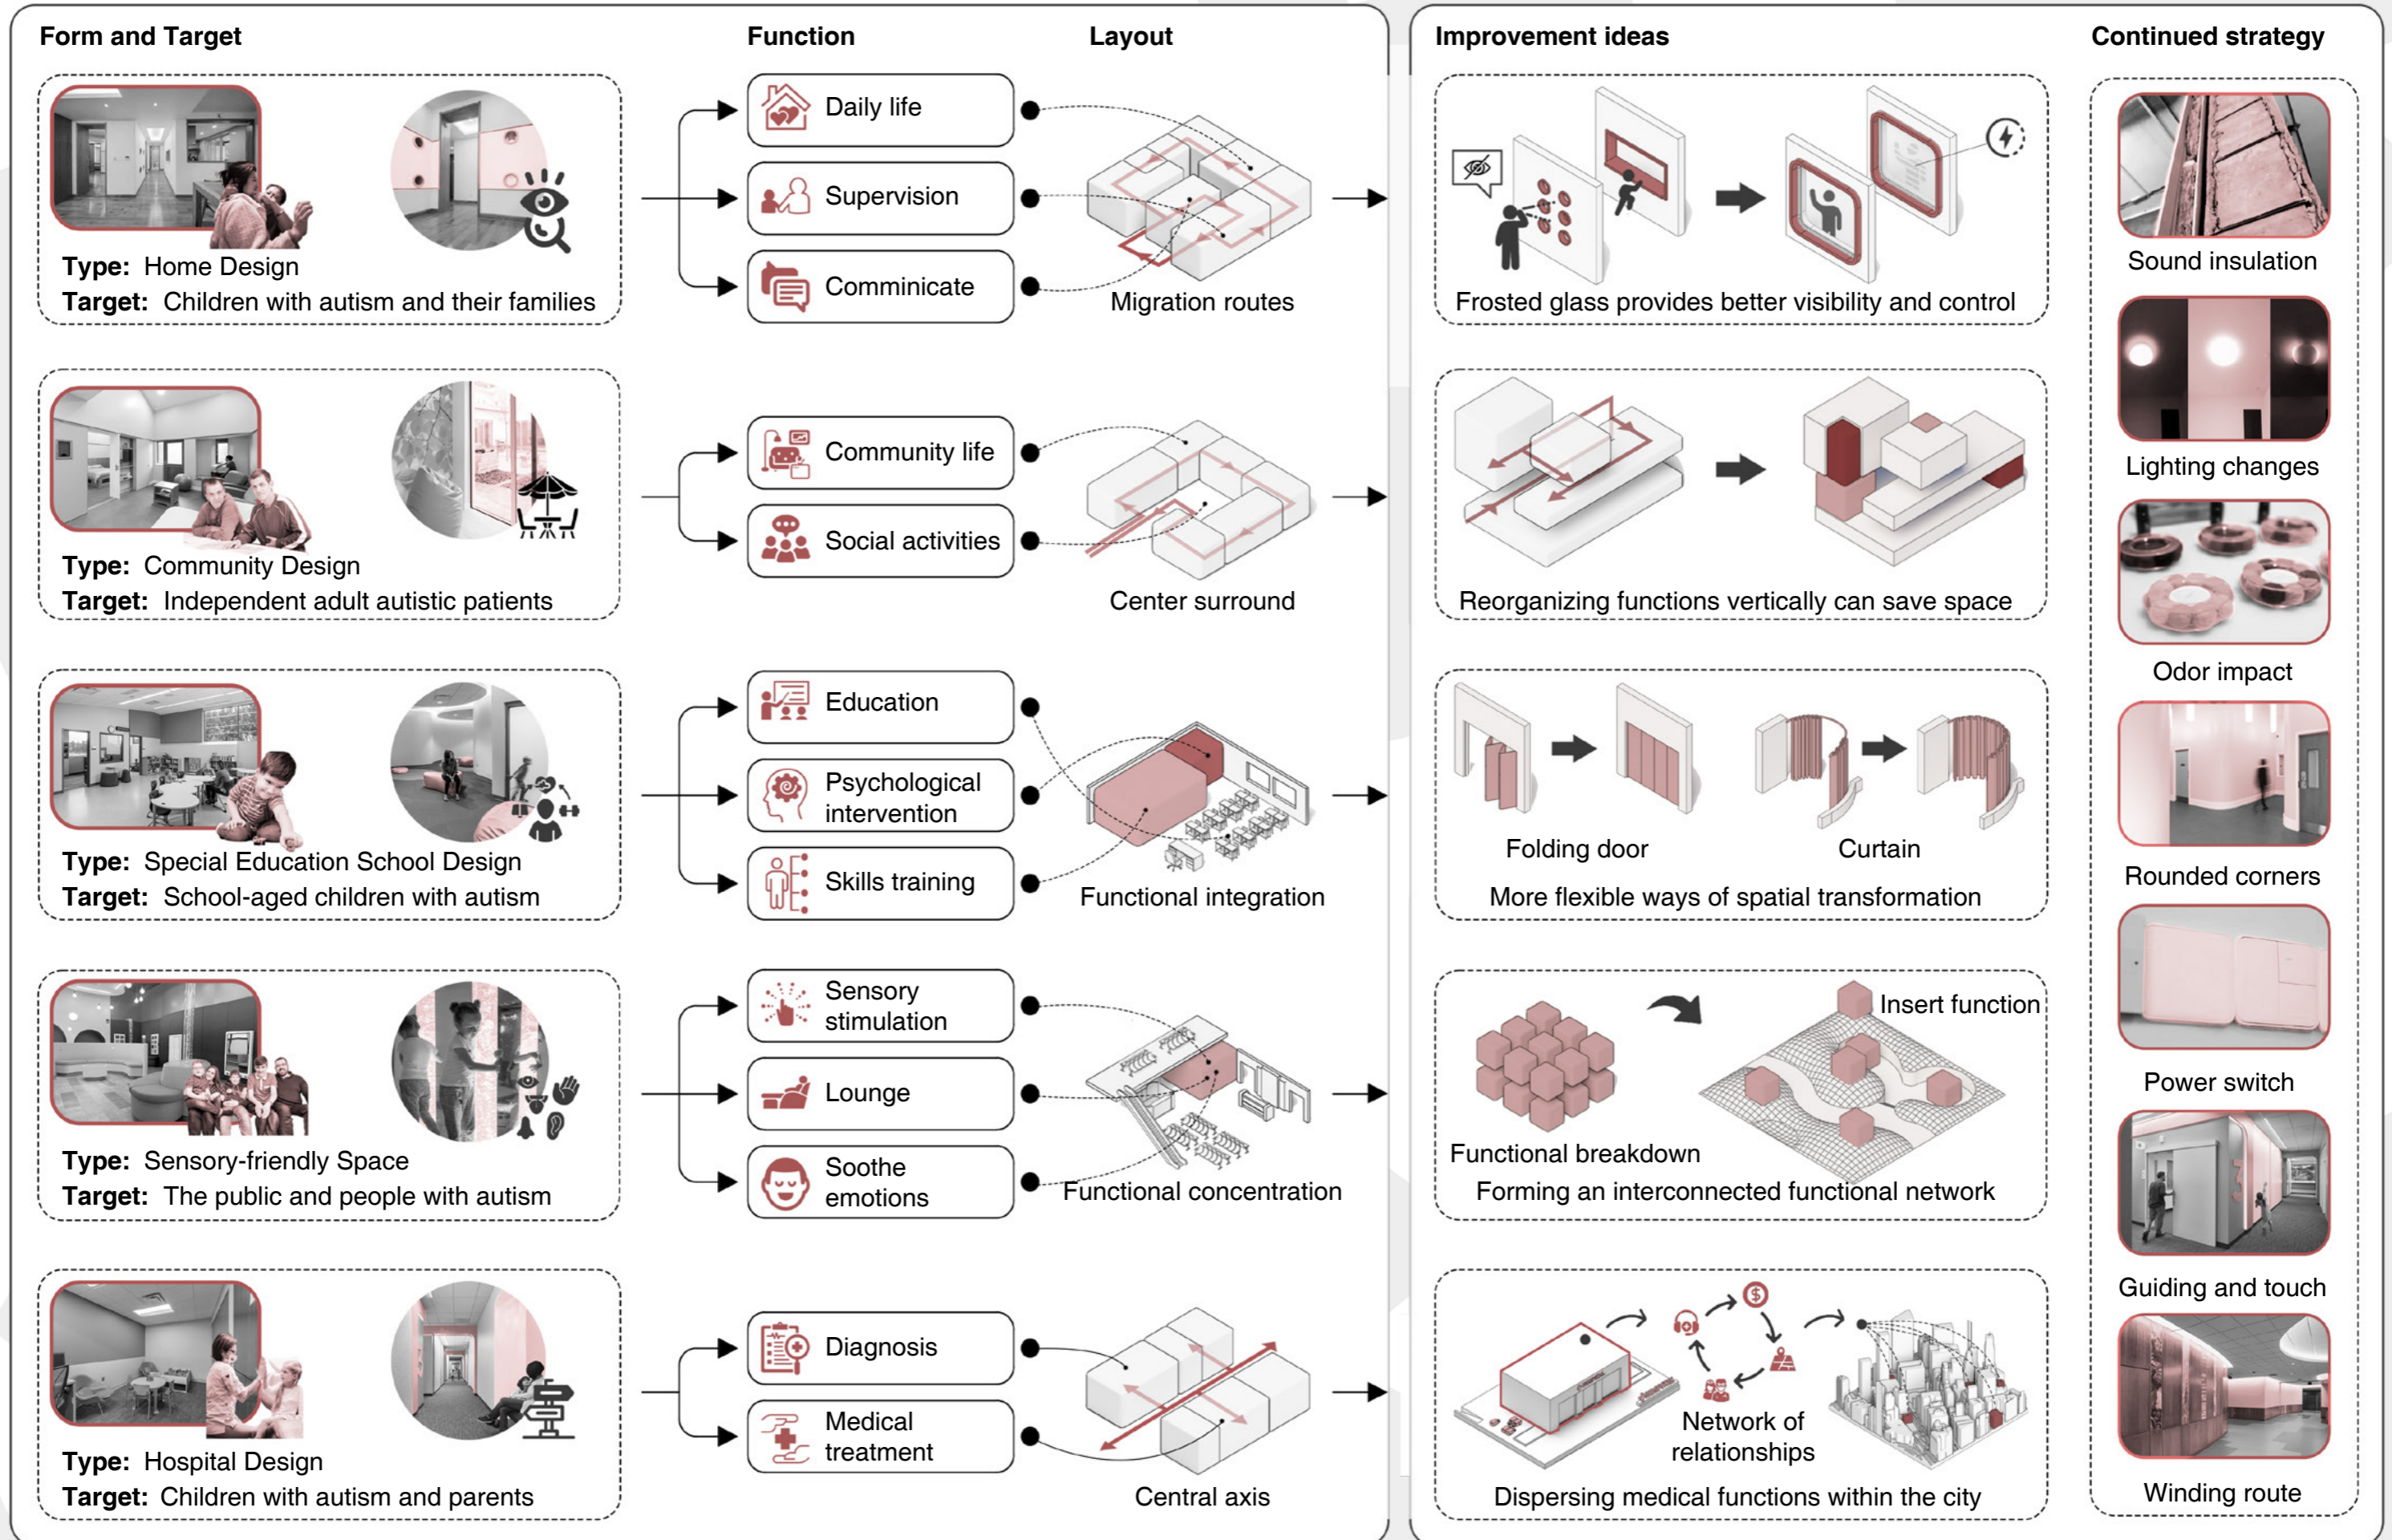 Form and Target
Function
Layout
Improvement ideas
Continued strategy
Type: Home Design
Target: Children with autism and their families
Daily life
Supervision
Comminicate
Migration routes
Frosted glass provides better visibility and control
Type: Community Design
Target: Independent adult autistic patients
Community life
Social activities
Center surround
Reorganizing functions vertically can save space
Type: Special Education School Design
Target: School-aged children with autism
Education
Psychological
intervention
Skills training
Functional integration
Folding door
Curtain
More flexible ways of spatial transformation
Type: Sensory-friendly Space
Target: The public and people with autism
Sensory
stimulation
Lounge
Soothe
emotions
Functional concentration
Insert function
Functional breakdown
Forming an interconnected functional network
Type: Hospital Design
Target: Children with autism and parents
Diagnosis
Medical
treatment
Central axis
Network of
relationships
Dispersing medical functions within the city
Sound insulation
Lighting changes
Odor impact
Rounded corners
Power switch
Guiding and touch
Winding route